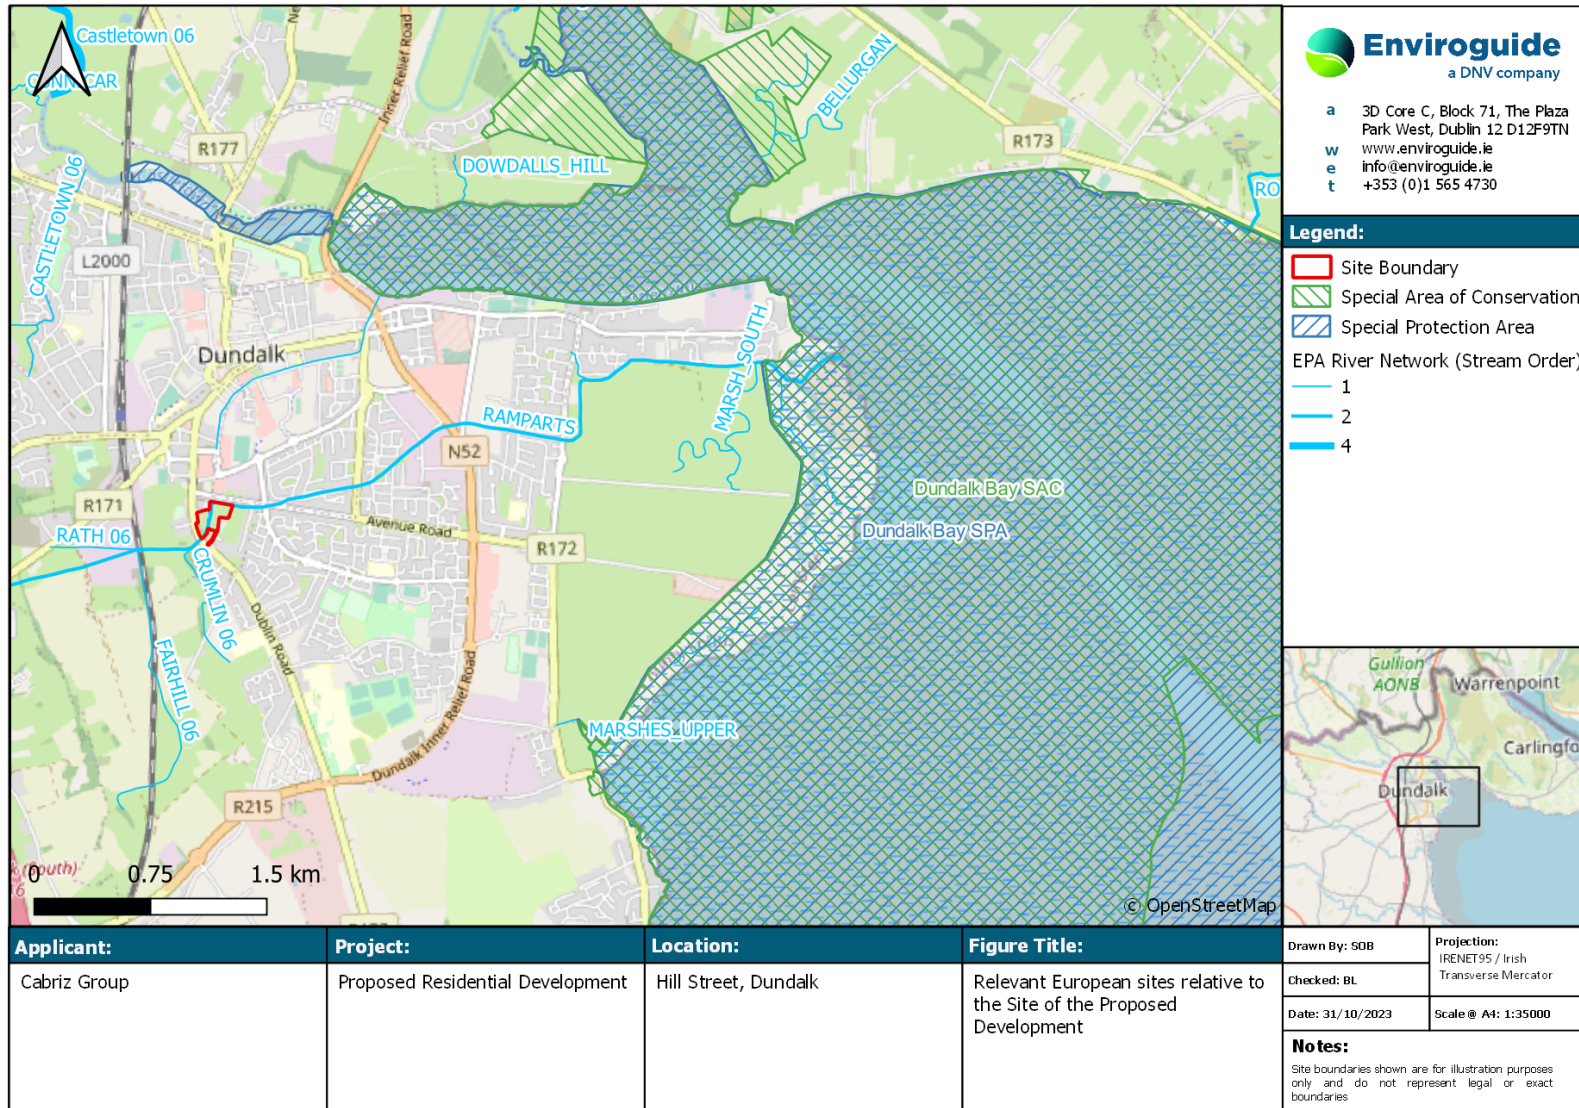 Castletown 06
Inner Relief Road
BELLURGAN
R177
R173
DOWDALLS_HILL
CASTLETOWN 06
L2000
MARSH_SOUTH
Dundalk
RAMPARTS
N52
R171
Avenue Road
Dundalk Bay SAC
Dundalk Bay SPA
RATH 06
R172
CRUMLIN 06
Dublin Road
FAIRHILL 06
MARSHES_UPPER
Dundalk Inner Relief Road
R215
(South)
0 0.75 1.5 km
© OpenStreetMap
Enviroguide
a DNV company
a 3D Core C, Block 71, The Plaza
Park West, Dublin 12 D12F9TN
w www.enviroguide.ie
e info@enviroguide.ie
t +353 (0)1 565 4730
Legend:
Site Boundary
Special Area of Conservation
Special Protection Area
EPA River Network (Stream Order)
1
2
4
Gullion
AONB
Warrenpoint
Carlingfo
Dundalk
Applicant:
Cabriz Group
Project:
Proposed Residential Development
Location:
Hill Street, Dundalk
Figure Title:
Relevant European sites relative to
the Site of the Proposed
Development
Drawn By: SOB
Checked: BL
Date: 31/10/2023
Projection:
IRENET95 / Irish
Transverse Mercator
Scale @ A4: 1:35000
Notes:
Site boundaries shown are for illustration purposes
only and do not represent legal or exact
boundaries